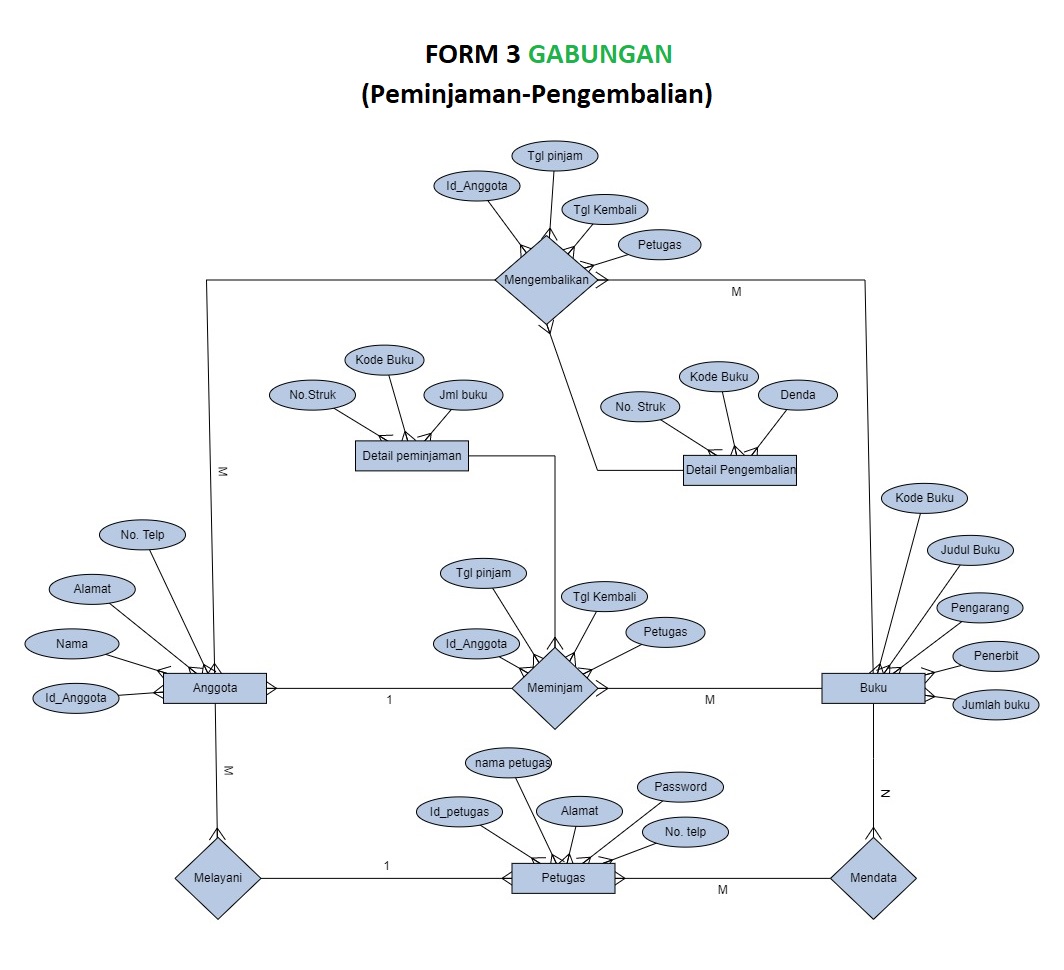 FORM 3 GABUNGAN
(Peminjaman-Pengembalian)
Tgl pinjam
Id_Anggota
Tgl Kembali
Petugas
Mengembalikan
M
Kode Buku
No.Struk
Jml buku
Detail peminjaman
Kode Buku
No. Struk
Denda
Detail Pengembalian
M
Kode Buku
Judul Buku
Pengarang
Penerbit
Jumlah buku
Buku
No. Telp
Alamat
Nama
Id_Anggota
Anggota
Tgl pinjam
Tgl Kembali
Id_Anggota
Petugas
Meminjam
1
M
M
N
nama petugas
Id_petugas
Alamat
Password
No. telp
Melayani
1
Petugas
M
Mendata